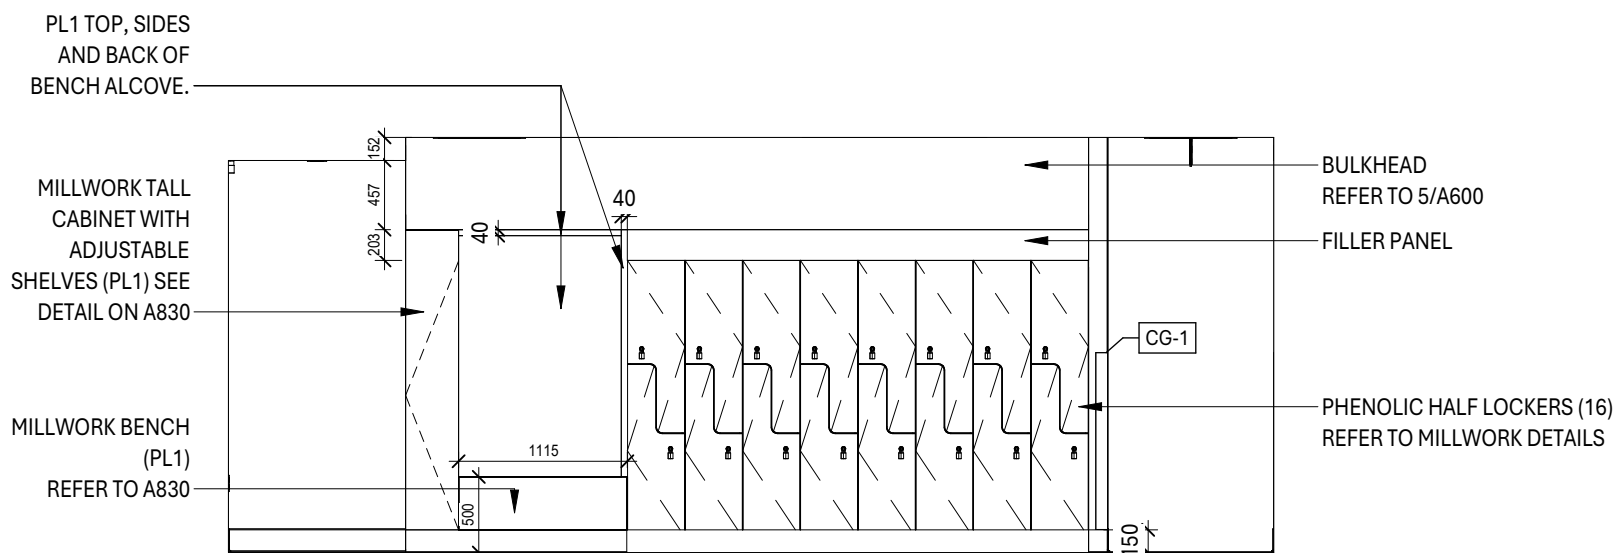 PL1 TOP, SIDES
AND BACK OF
BENCH ALCOVE.
MILLWORK TALL
CABINET WITH
ADJUSTABLE
SHELVES (PL1) SEE
DETAIL ON A830
MILLWORK BENCH
(PL1)
REFER TO A830
152
457
203
40
40
1115
500
150
CG-1
BULKHEAD
REFER TO 5/A600
FILLER PANEL
PHENOLIC HALF LOCKERS (16)
REFER TO MILLWORK DETAILS